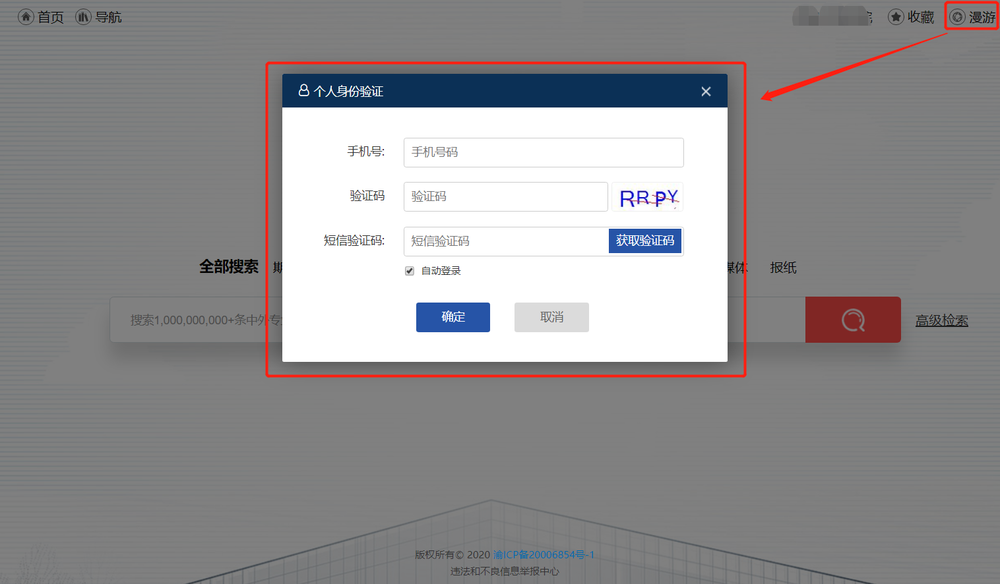 首页 导航 收藏 漫游
个人身份验证
手机号: 手机号码
验证码 验证码 RRPY
短信验证码: 短信验证码 获取验证码
自动登录
全部搜索 期 媒体 报纸
确定 取消
搜索1,000,000,000+条中外专 高级检索
版权所有© 2020 渝ICP备20006854号-1
违法和不良信息举报中心